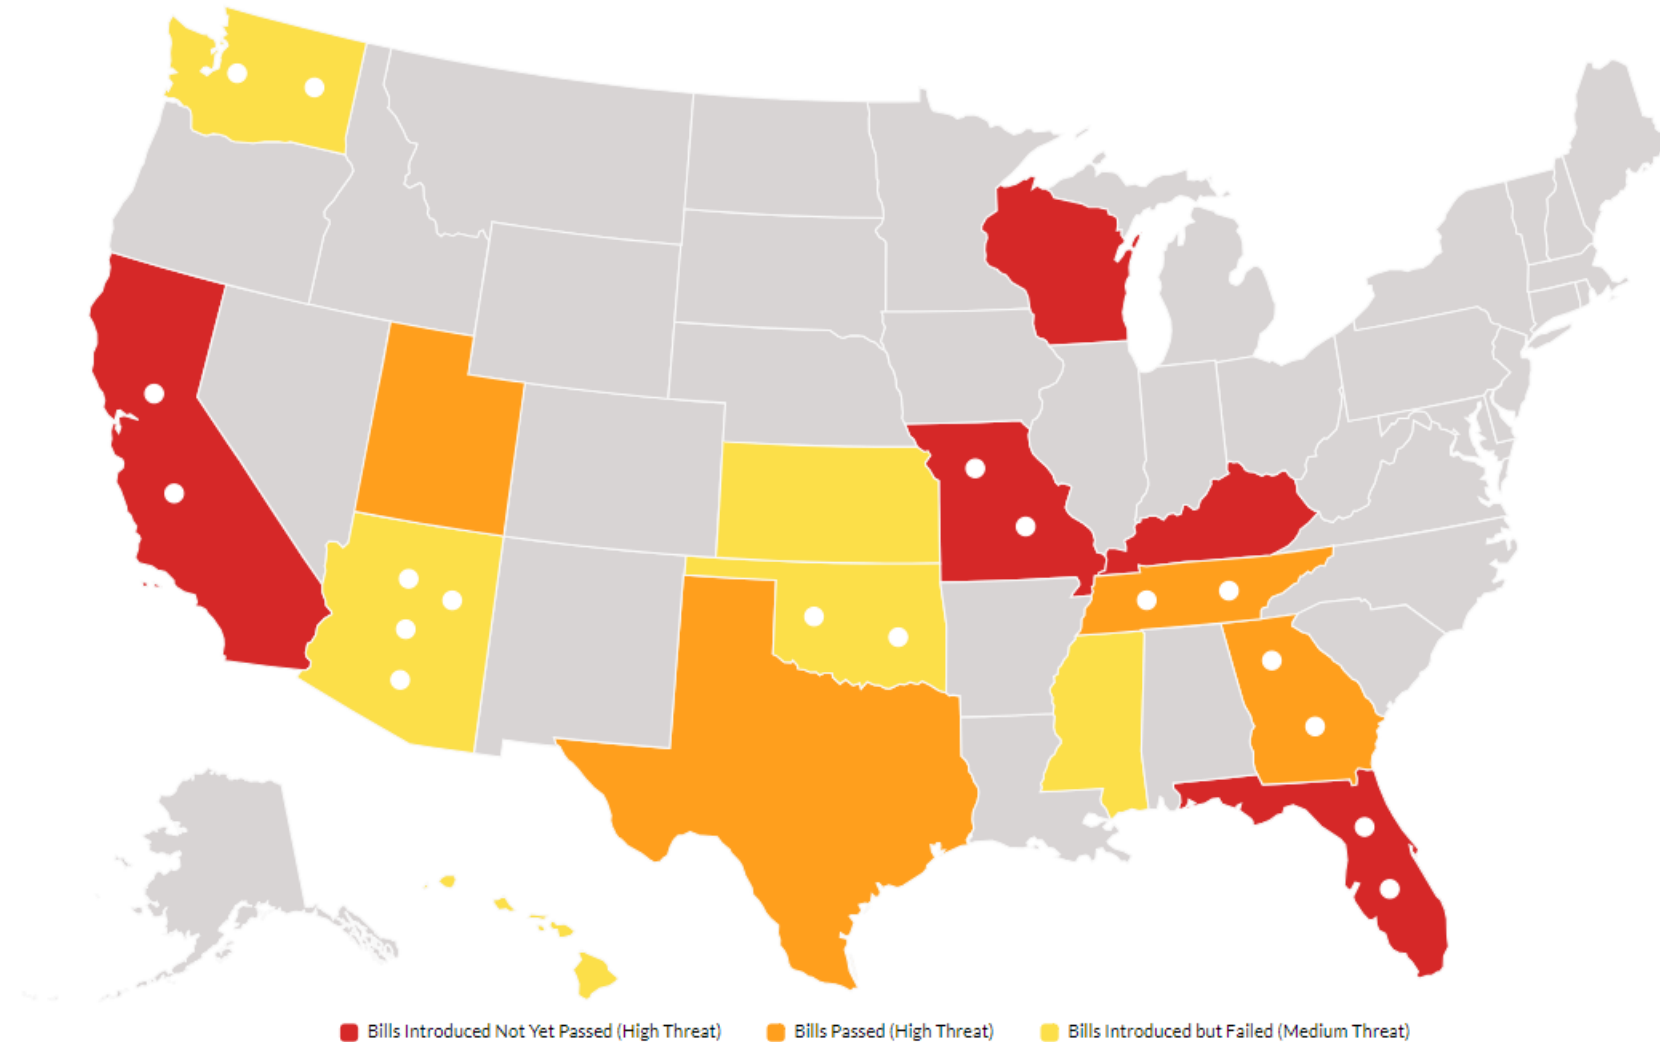 Bills Introduced Not Yet Passed (High Threat) Bills Passed (High Threat) Bills Introduced but Failed (Medium Threat)